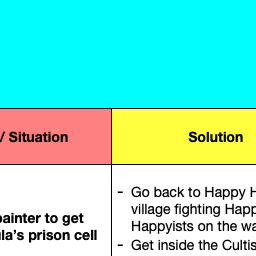 / Situation
Solution
painter to get
ula's prison cell
- Go back to Happy H
village fighting Happ
Happyists on the wa
- Get inside the Cultis